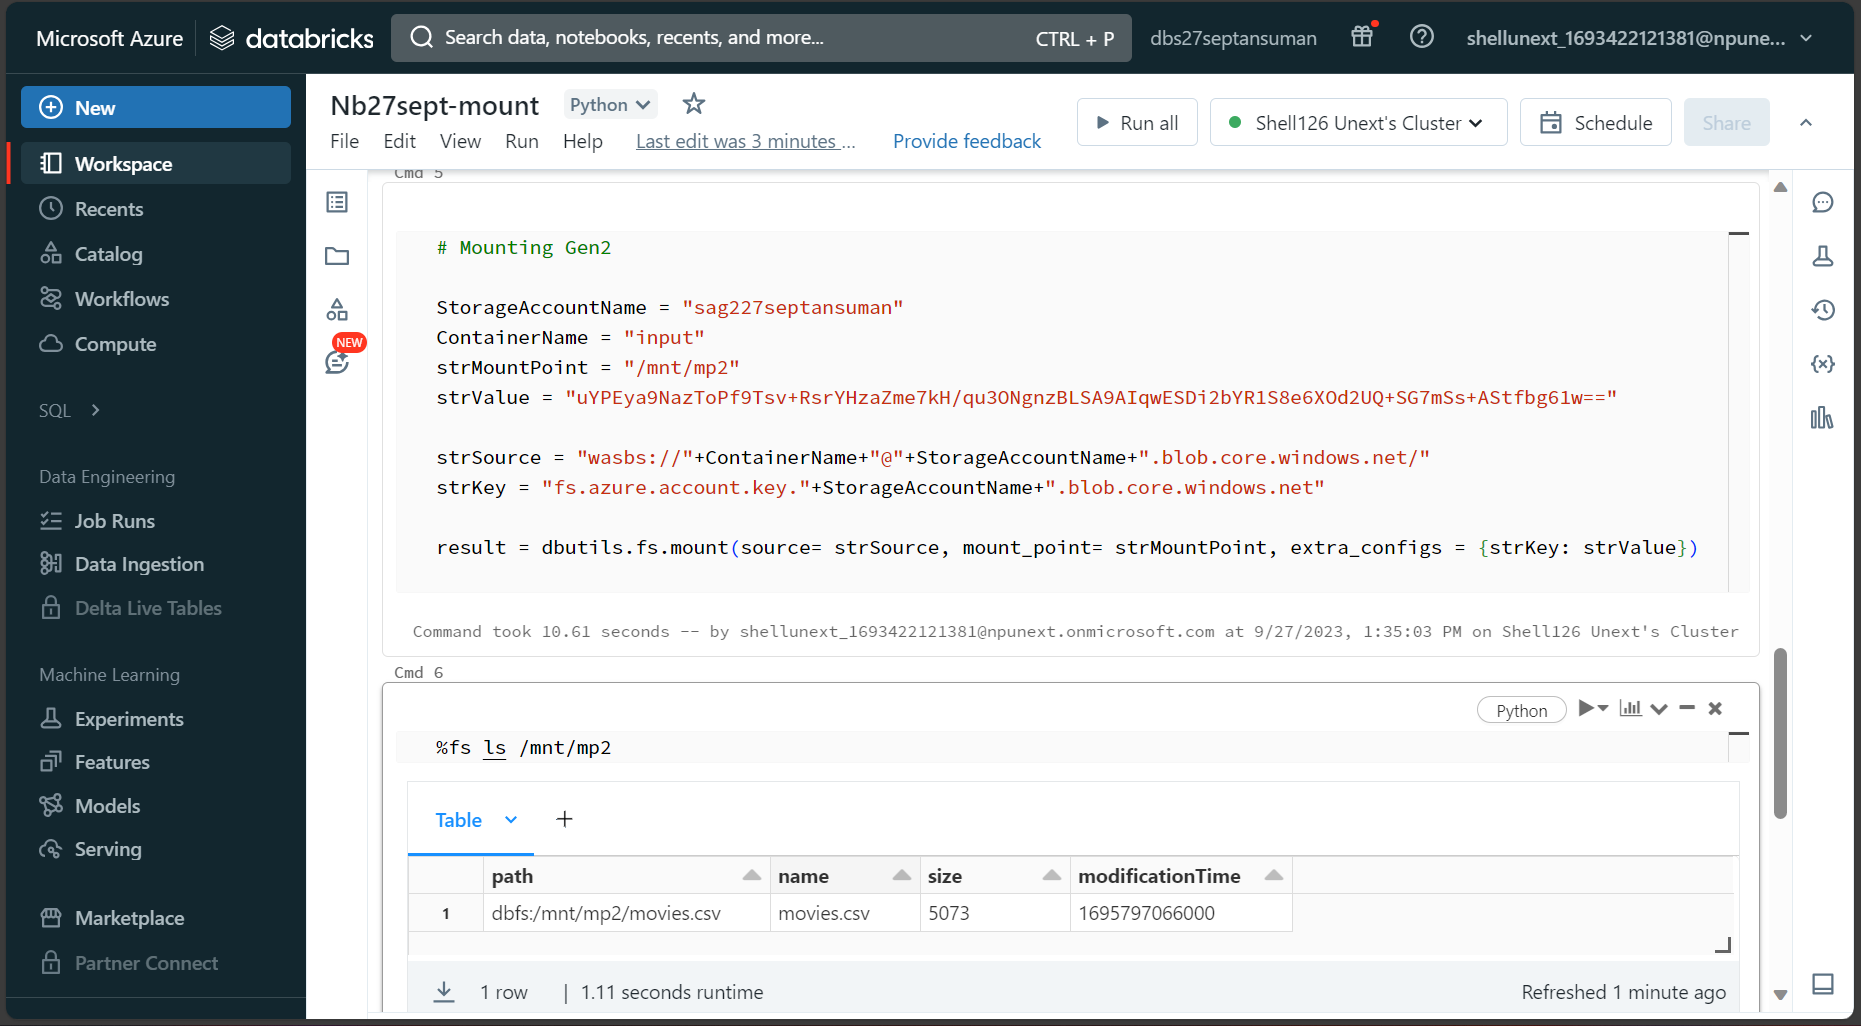 Microsoft Azure
databricks
Search data, notebooks, recents, and more...
CTRL + P
dbs27septansuman
shellunext_1693422121381@npune...
New
Workspace
Recents
Catalog
Workflows
Compute
SQL
Data Engineering
Job Runs
Data Ingestion
Delta Live Tables
Machine Learning
Experiments
Features
Models
Serving
Marketplace
Partner Connect
Nb27sept-mount
Python
File
Edit
View
Run
Help
Last edit was 3 minutes ...
Provide feedback
Run all
Shell126 Unext's Cluster
Schedule
Share
NEW
Cmd 5
# Mounting Gen2
StorageAccountName = "sag227septansuman"
ContainerName = "input"
strMountPoint = "/mnt/mp2"
strValue = "uYPEya9NazToPf9Tsv+RsrYHzaZme7kH/qu3ONgnzBLSA9AIqwESDi2bYR1S8e6XOd2UQ+SG7mSs+AStfbg61w=="
strSource = "wasbs://"+ContainerName+"@"+StorageAccountName+".blob.core.windows.net/"
strKey = "fs.azure.account.key."+StorageAccountName+".blob.core.windows.net"
result = dbutils.fs.mount(source= strSource, mount_point= strMountPoint, extra_configs = {strKey: strValue})
Command took 10.61 seconds -- by shellunext_1693422121381@npunext.onmicrosoft.com at 9/27/2023, 1:35:03 PM on Shell126 Unext's Cluster
Cmd 6
Python
%fs ls /mnt/mp2
Table
path name size modificationTime
1 dbfs:/mnt/mp2/movies.csv movies.csv 5073 1695797066000
1 row | 1.11 seconds runtime
Refreshed 1 minute ago